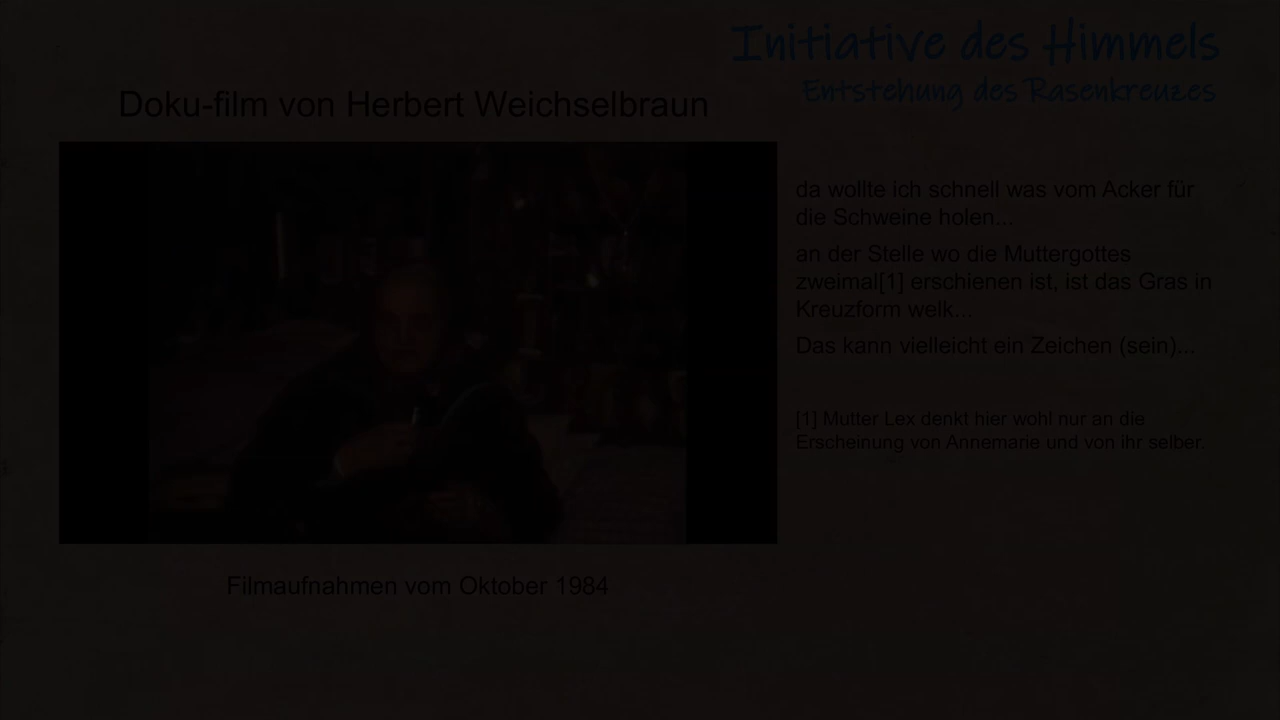 Initiative des Himmels
Entstehung des Rasenkreuzes
Doku-film von Herbert Weichselbraun
da wollte ich schnell was vom Acker für
die Schweine holen...
an der Stelle wo die Muttergottes
zweimal[1] erschienen ist, ist das Gras in
Kreuzform welk...
Das kann vielleicht ein Zeichen (sein)...
[1] Mutter Lex denkt hier wohl nur an die
Erscheinung von Annemarie und von ihr selber.
Filmaufnahmen vom Oktober 1984